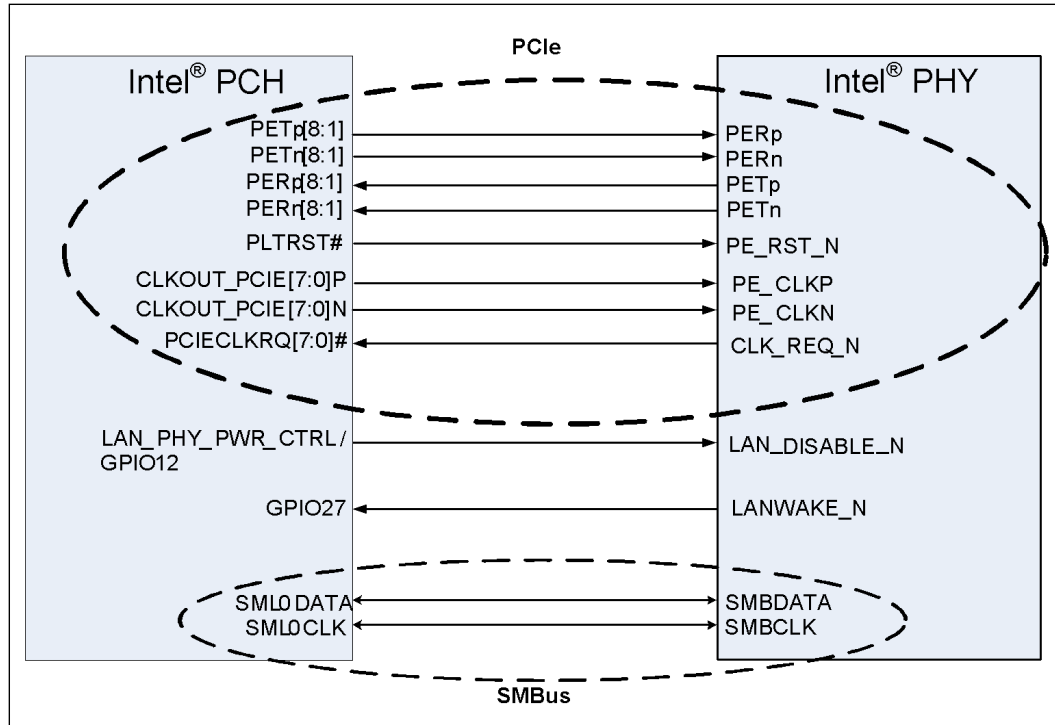 PCIe
Intel® PCH
Intel® PHY
PETp[8:1]
PERp
PETn[8:1]
PERn
PERp[8:1]
PETp
PERn[8:1]
PETn
PLTRST#
PE_RST_N
CLKOUT_PCIE[7:0]P
PE_CLKP
CLKOUT_PCIE[7:0]N
PE_CLKN
PCIECLKRQ[7:0]#
CLK_REQ_N
LAN_PHY_PWR_CTRL/
GPIO12
LAN_DISABLE_N
GPIO27
LANWAKE_N
SML0DATA
SMBDATA
SML0CLK
SMBCLK
SMBus